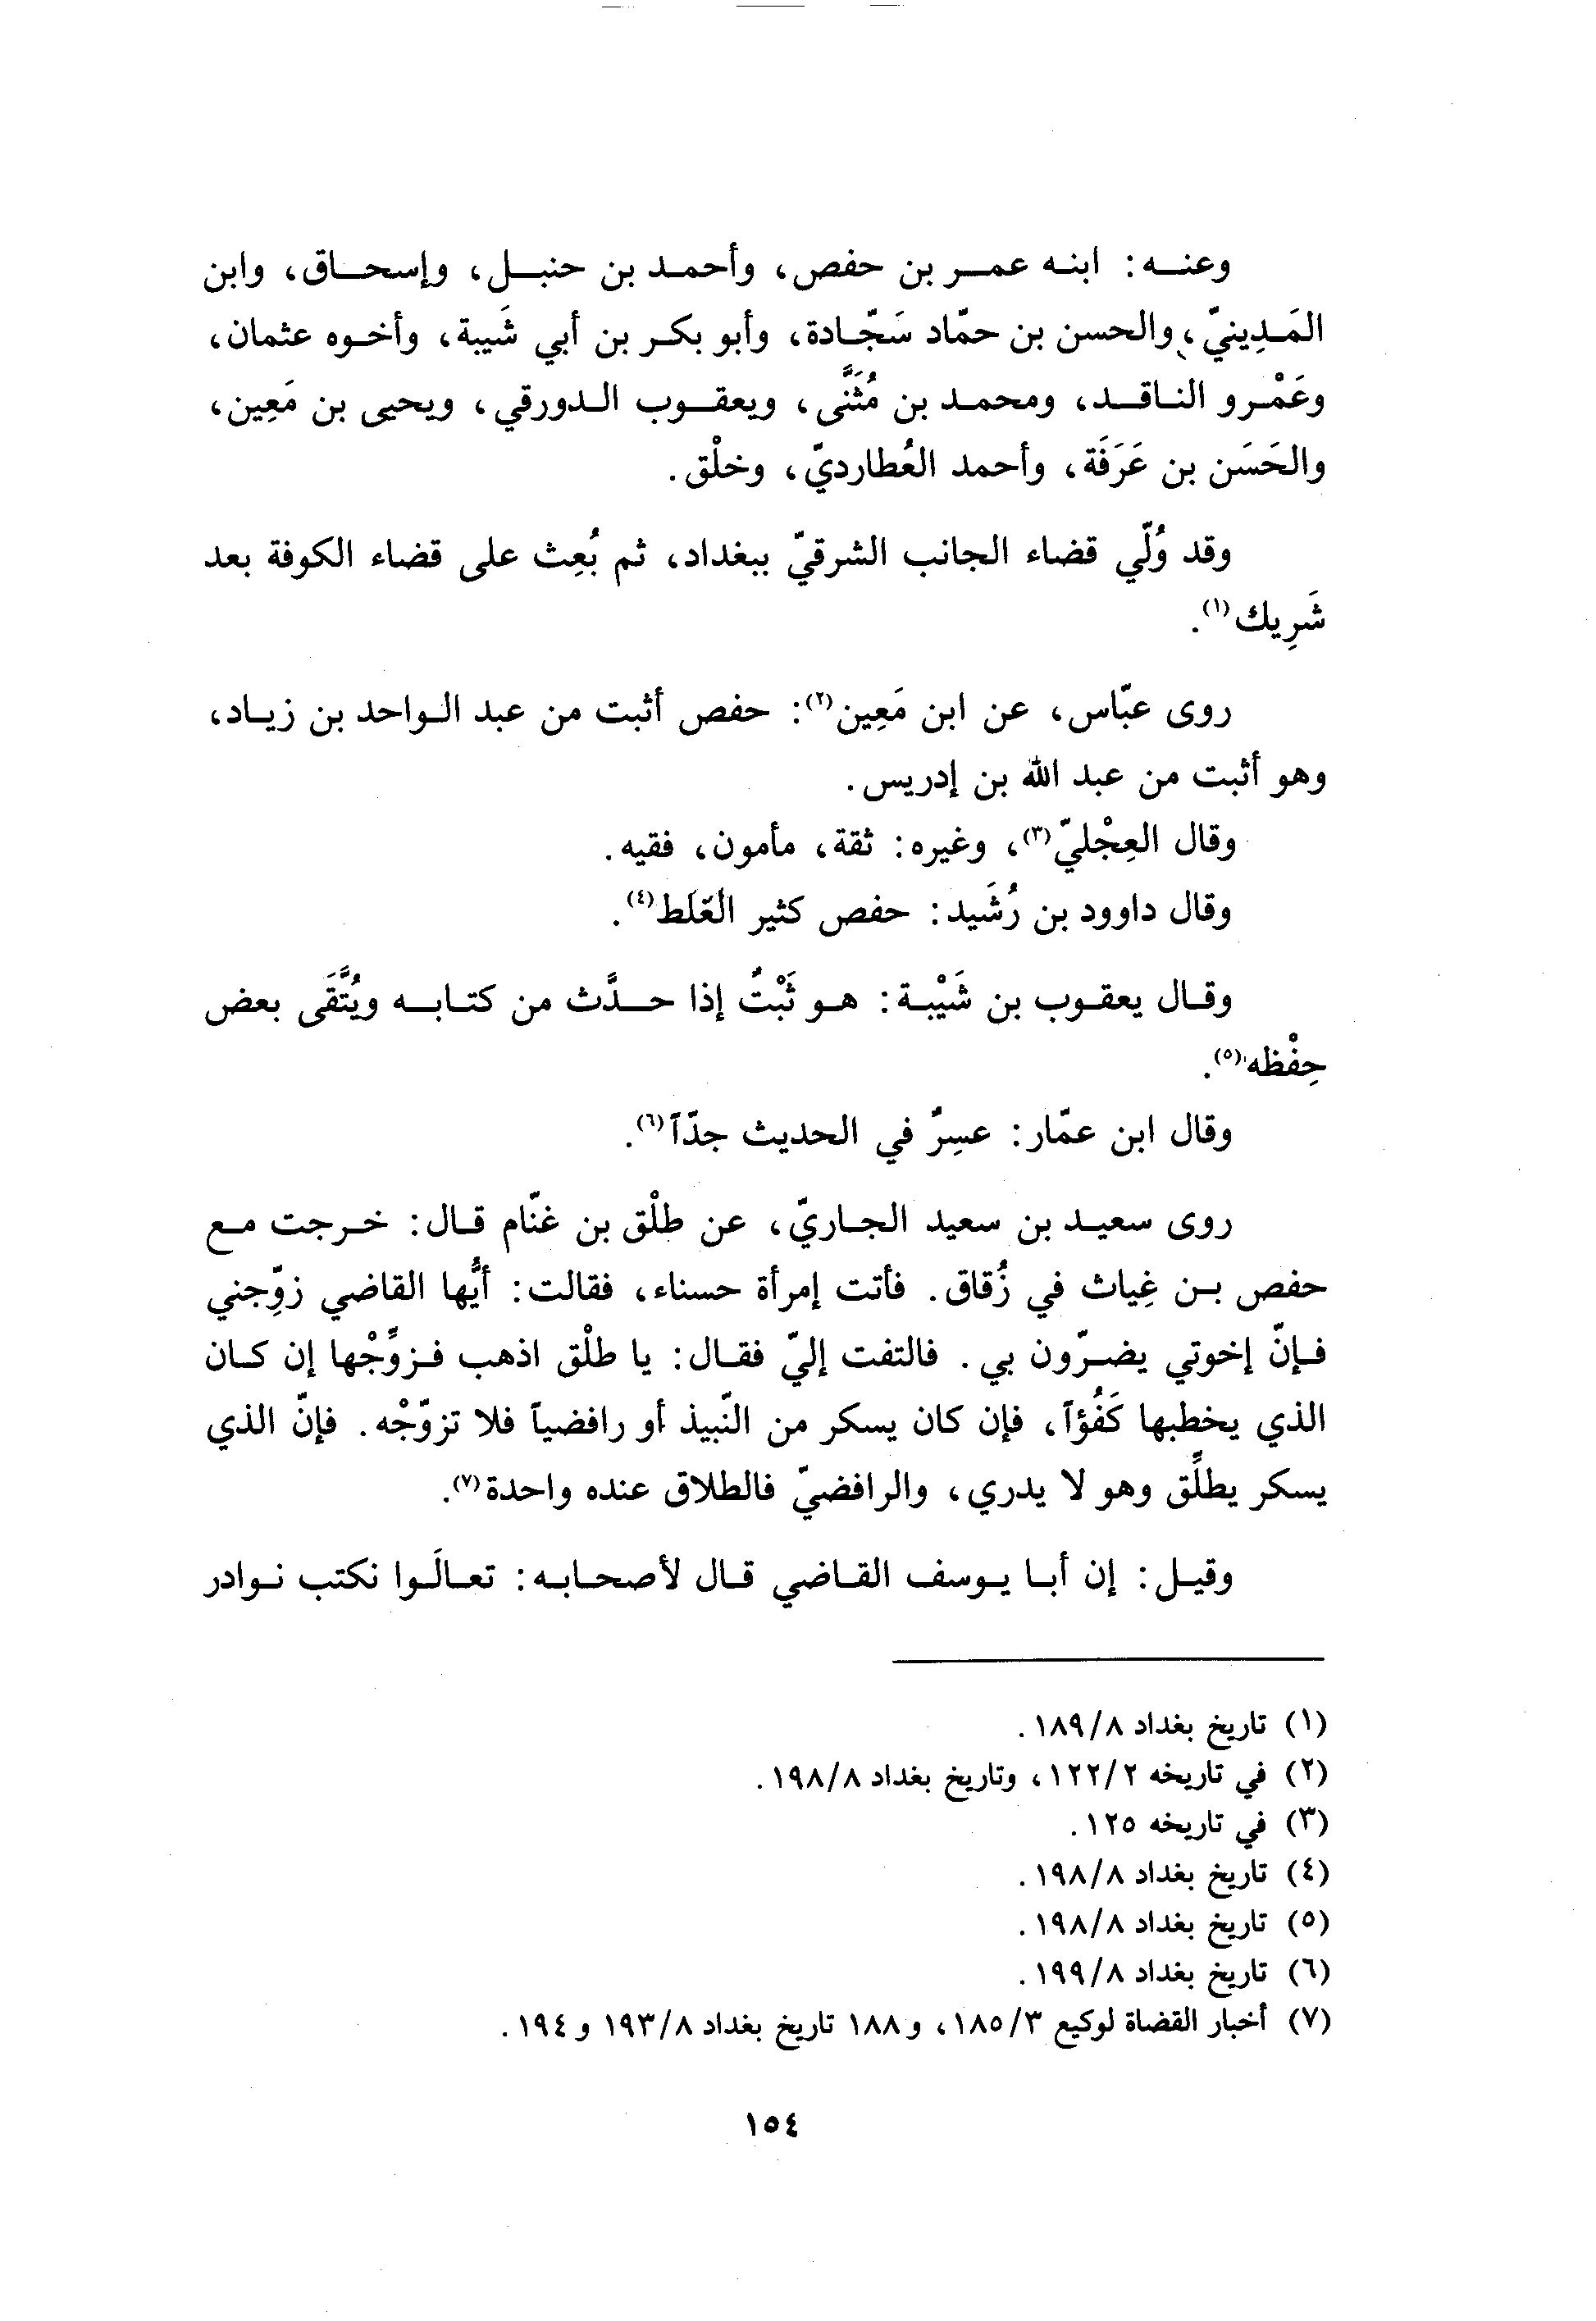 وعنه: ابنه عمر بن حفص، وأحمد بن حنبل، وإسحاق، وابن
المَدِينيّ، والحسن بن حمّاد سَجّادة، وأبو بكر بن أبي شَيبة، وأخوه عثمان،
وعَمْرو الناقد، ومحمد بن مُثَنَّى، ويعقوب الدورقي، ويحيى بن مَعِين،
والحَسَن بن عَرَفَة، وأحمد العُطارديّ، وخلْق.
وقد وُلّي قضاء الجانب الشرقيّ ببغداد، ثم بُعِث على قضاء الكوفة بعد
شَرِيك(١).
روى عبّاس، عن ابن مَعِين(٢): حفص أثبت من عبد الواحد بن زياد،
وهو أثبت من عبد الله بن إدريس.
وقال العِجْليّ(٣)، وغيره: ثقة، مأمون، فقيه.
وقال داوود بن رُشَيد: حفص كثير الغَلَط(٤).
وقال يعقوب بن شَيْبة: هو ثَبْتٌ إذا حدَّث من كتابه ويُتَّقَى بعض
حِفْظه(٥).
وقال ابن عمّار: عسِرٌ في الحديث جدّاً(٦).
روى سعيد بن سعيد الجاريّ، عن طلْق بن غنّام قال: خرجت مع
حفص بن غِياث في زُقاق. فأتت إمرأة حسناء، فقالت: أيُّها القاضي زوِّجني
فإنّ إخوتي يضرّون بي. فالتفت إليّ فقال: يا طلْق اذهب فزوِّجْها إن كان
الذي يخطبها كَفُؤاً، فإن كان يسكر من النّبيذ أو رافضياً فلا تزوّجْه. فإنّ الذي
يسكر يطلِّق وهو لا يدري، والرافضيّ فالطلاق عنده واحدة(٧).
وقيل: إن أبا يوسف القاضي قال لأصحابه: تعالَوا نكتب نوادر
(١) تاريخ بغداد ١٨٩/٨.
(٢) في تاريخه ١٢٢/٢، وتاريخ بغداد ١٩٨/٨.
(٣) في تاريخه ١٢٥.
(٤) تاريخ بغداد ١٩٨/٨.
(٥) تاريخ بغداد ١٩٨/٨.
(٦) تاريخ بغداد ١٩٩/٨.
(٧) أخبار القضاة لوكيع ١٨٥/٣، و١٨٨ تاريخ بغداد ١٩٣/٨ و١٩٤.
١٥٤